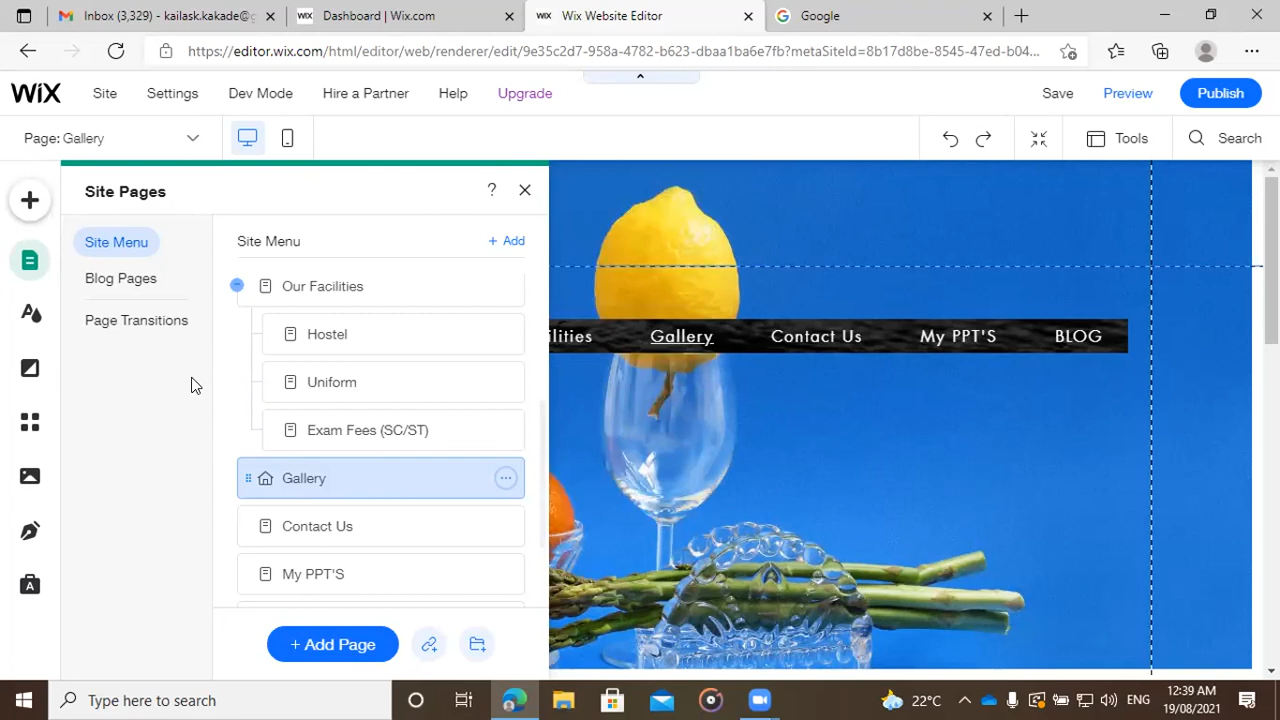 Inbox (3,329) - kailask.kakade@g
WIX Dashboard | Wix.com
WIX Wix Website Editor
Google
https://editor.wix.com/html/editor/web/renderer/edit/9e35c2d7-958a-4782-b623-dbaa1ba6e7fb?metaSiteId=8b17d8be-8545-47ed-b04...
WiX Site Settings Dev Mode Hire a Partner Help Upgrade Save Preview Publish
Page: Gallery Tools Search
Site Pages ?
Site Menu
Blog Pages
Page Transitions
Site Menu + Add
Our Facilities
Hostel
Uniform
Exam Fees (SC/ST)
Gallery
Contact Us
My PPT'S
+ Add Page
ilities Gallery Contact Us My PPT'S BLOG
Type here to search
22°C ENG
12:39 AM
19/08/2021